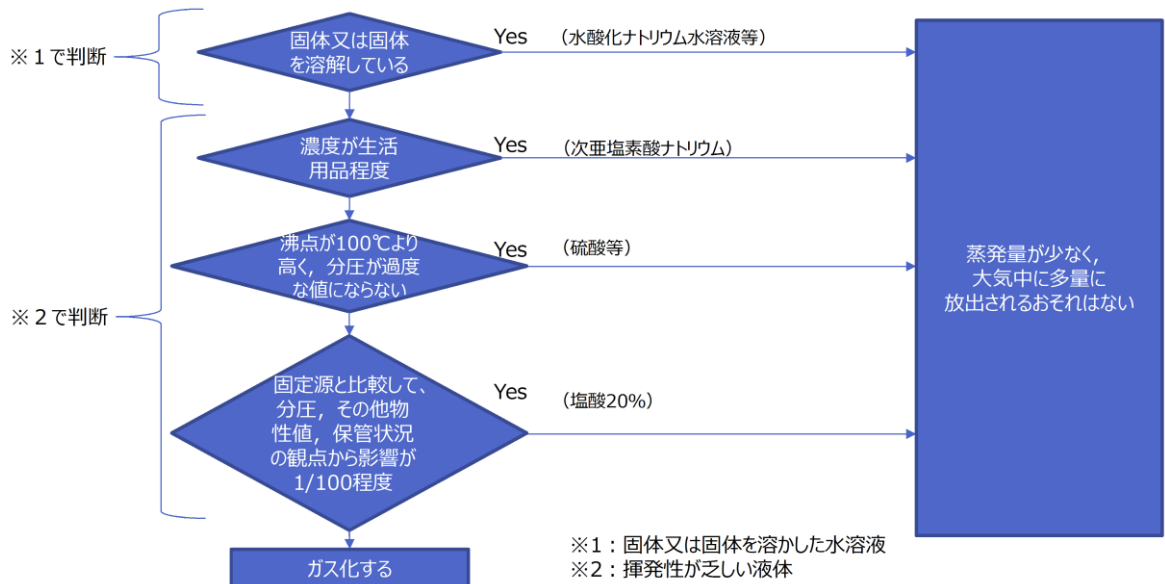 ※１で判断
固体又は固体
を溶解している
Yes
（水酸化ナトリウム水溶液等）
濃度が生活
用品程度
Yes
（次亜塩素酸ナトリウム）
※２で判断
沸点が100℃より
高く，分圧が過度
な値にならない
Yes
（硫酸等）
固定源と比較して、
分圧，その他物
性値，保管状況
の観点から影響が
1/100程度
Yes
（塩酸20%）
蒸発量が少なく，
大気中に多量に
放出されるおそれはない
ガス化する
※1：固体又は固体を溶かした水溶液
※2：揮発性が乏しい液体